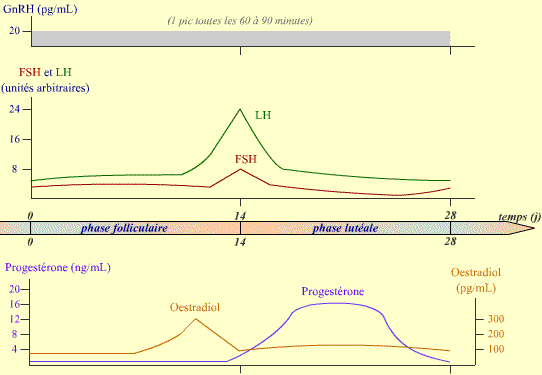 GnRH (pg/mL)
(1 pic toutes les 60 à 90 minutes)
20
FSH et LH
(unités arbitraires)
24
16
8
LH
FSH
0 14 28 temps (j)
phase folliculaire phase lutéale
0 14 28
Progestérone (ng/mL)
Oestradiol
(pg/mL)
20
16
12
8
4
Oestradiol
Progestérone
300
200
100